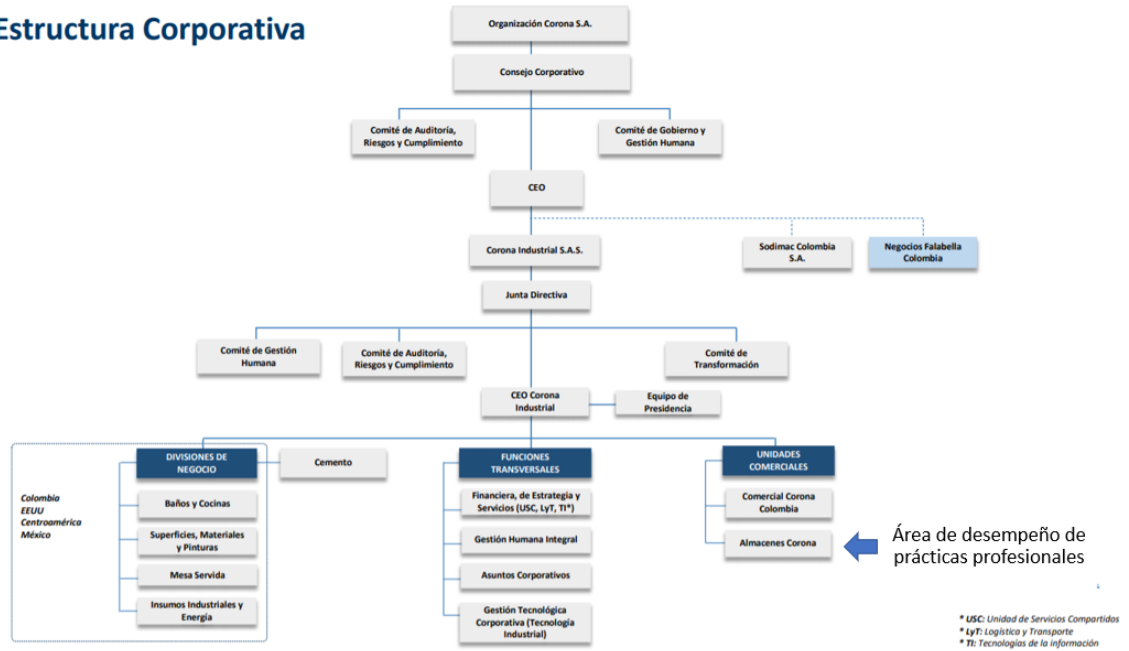 Estructura Corporativa
Organización Corona S.A.
Consejo Corporativo
Comité de Auditoría,
Riesgos y Cumplimiento
Comité de Gobierno y
Gestión Humana
CEO
Corona Industrial S.A.S.
Sodimac Colombia
S.A.
Negocios Falabella
Colombia
Junta Directiva
Comité de Gestión
Humana
Comité de Auditoría,
Riesgos y Cumplimiento
Comité de
Transformación
CEO Corona
Industrial
Equipo de
Presidencia
DIVISIONES DE
NEGOCIO
Cemento
Colombia
EEUU
Centroamérica
México
Baños y Cocinas
Superficies, Materiales
y Pinturas
Mesa Servida
Insumos Industriales y
Energía
FUNCIONES
TRANSVERSALES
Financiera, de Estrategia y
Servicios (USC, LyT, TI*)
Gestión Humana Integral
Asuntos Corporativos
Gestión Tecnológica
Corporativa (Tecnología
Industrial)
UNIDADES
COMERCIALES
Comercial Corona
Colombia
Almacenes Corona
Área de desempeño de
prácticas profesionales
* USC: Unidad de Servicios Compartidos
* LyT: Logística y Transporte
* TI: Tecnologías de la información